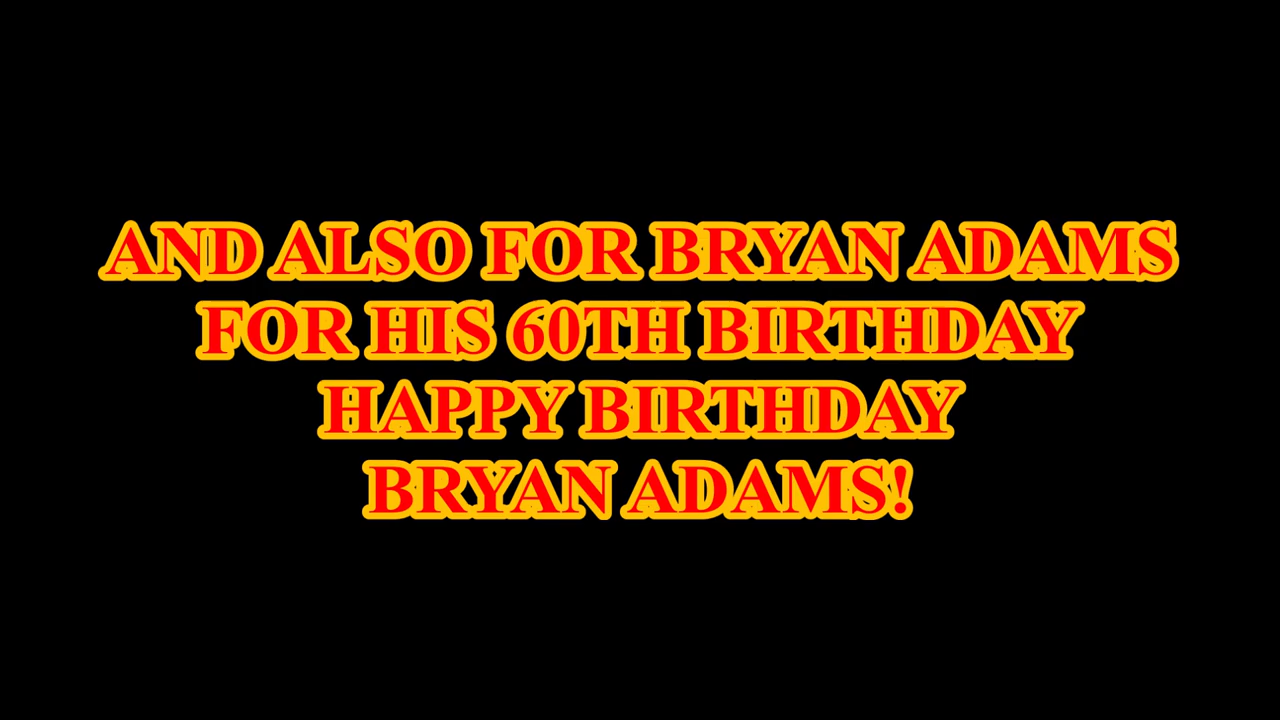 AND ALSO FOR BRYAN ADAMS
FOR HIS 60TH BIRTHDAY
HAPPY BIRTHDAY
BRYAN ADAMS!